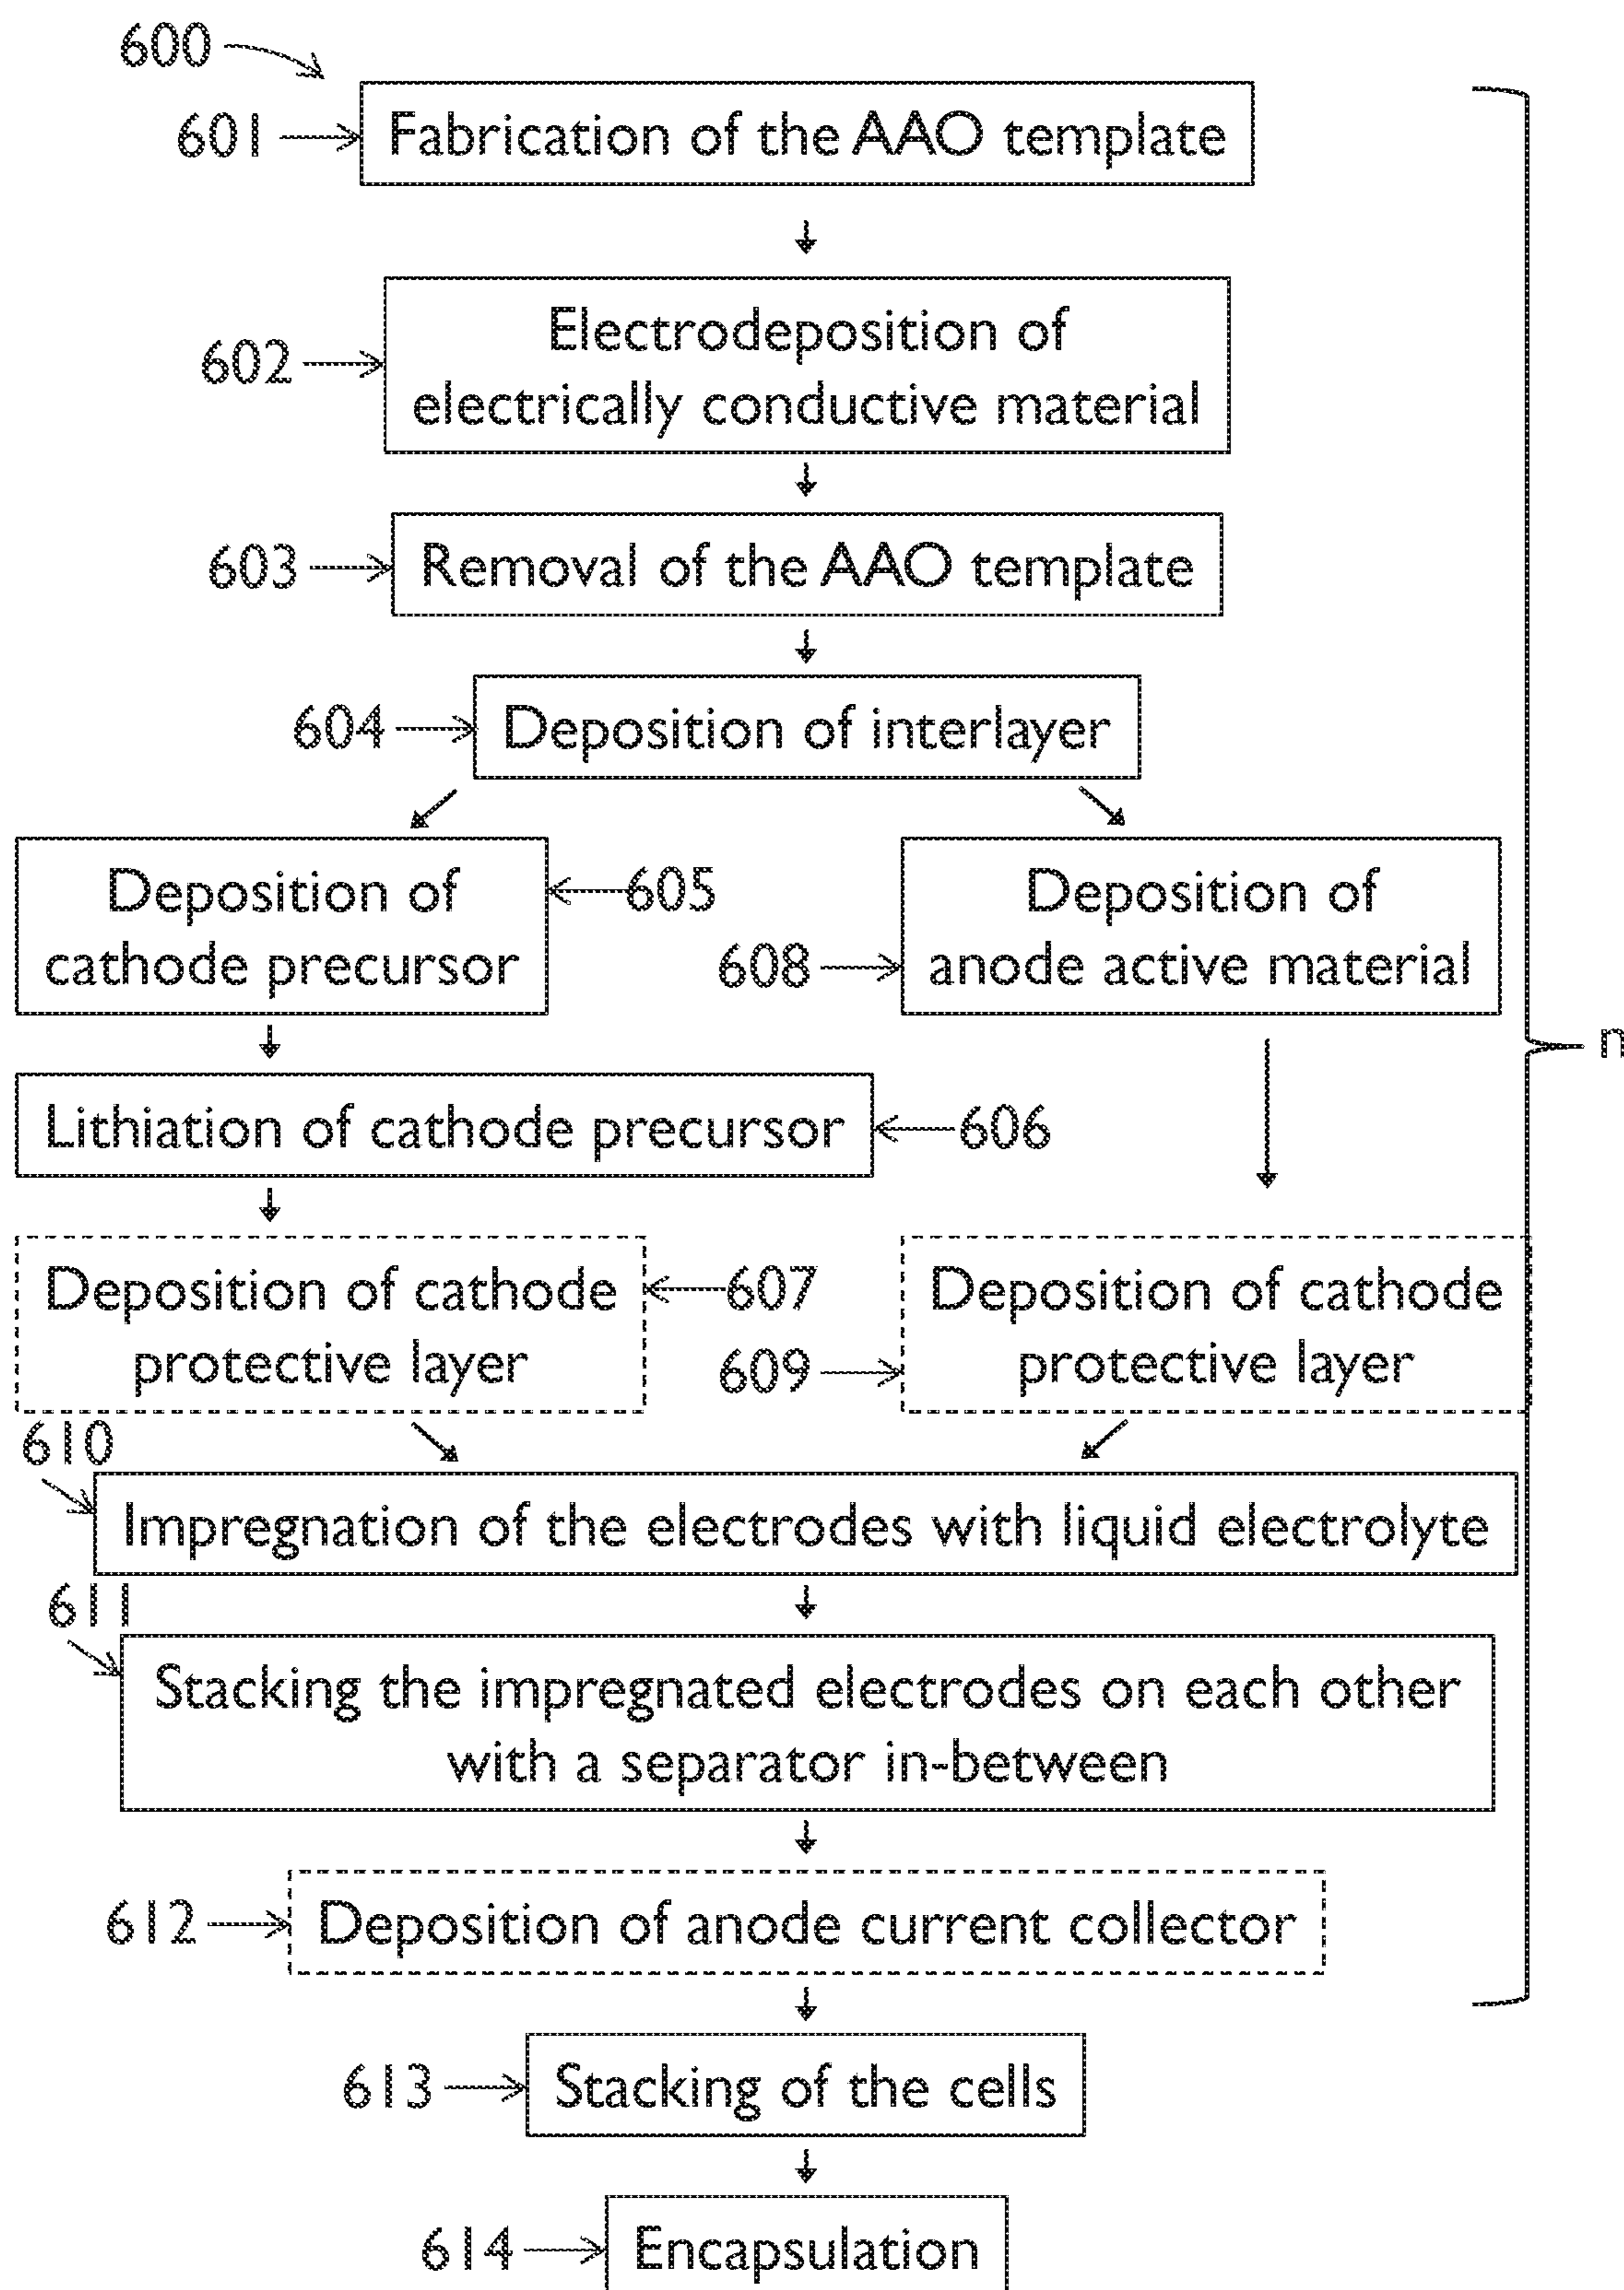 600
601
Fabrication of the AAO template
602
Electrodeposition of
electrically conductive material
603
Removal of the AAO template
604
Deposition of interlayer
Deposition of
cathode precursor
605
608
Deposition of
anode active material
n
Lithiation of cathode precursor
606
Deposition of cathode
protective layer
607
609
Deposition of cathode
protective layer
610
Impregnation of the electrodes with liquid electrolyte
611
Stacking the impregnated electrodes on each other
with a separator in-between
612
Deposition of anode current collector
613
Stacking of the cells
614
Encapsulation